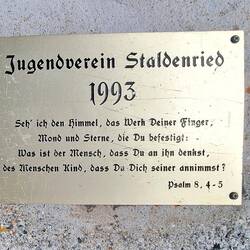 Jugendverein Staldenried
1993
Seh' ich den Himmel, das Werk Deiner Finger,
Mond und Sterne, die Du befestigt:
Was ist der Mensch, dass Du an ihn denkst,
des Menschen Kind, dass Du Dich seiner annimmst?
Psalm 8, 4-5